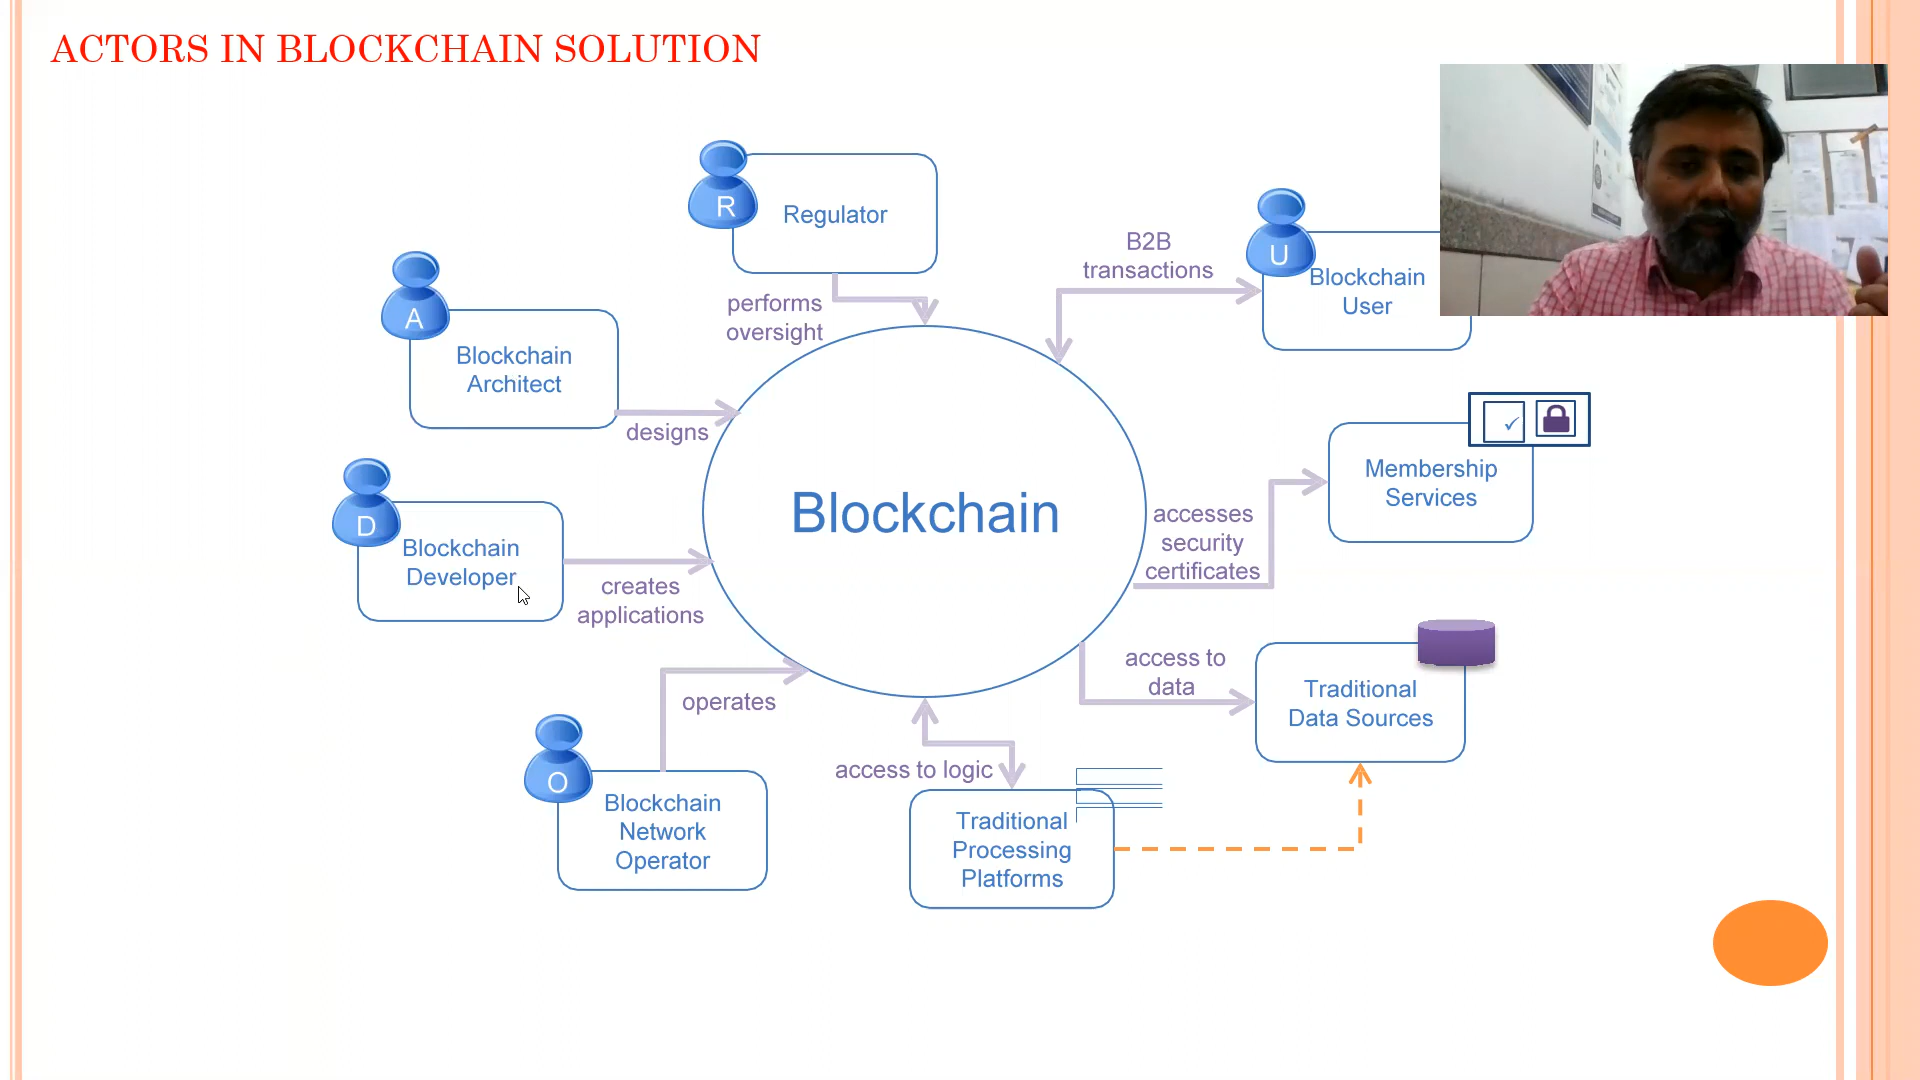 ACTORS IN BLOCKCHAIN SOLUTION
R
Regulator
performs
oversight
B2B
transactions
U
Blockchain
User
A
Blockchain
Architect
designs
Blockchain
Membership
Services
accesses
security
certificates
D
Blockchain
Developer
creates
applications
operates
access to
data
Traditional
Data Sources
O
Blockchain
Network
Operator
access to logic
Traditional
Processing
Platforms